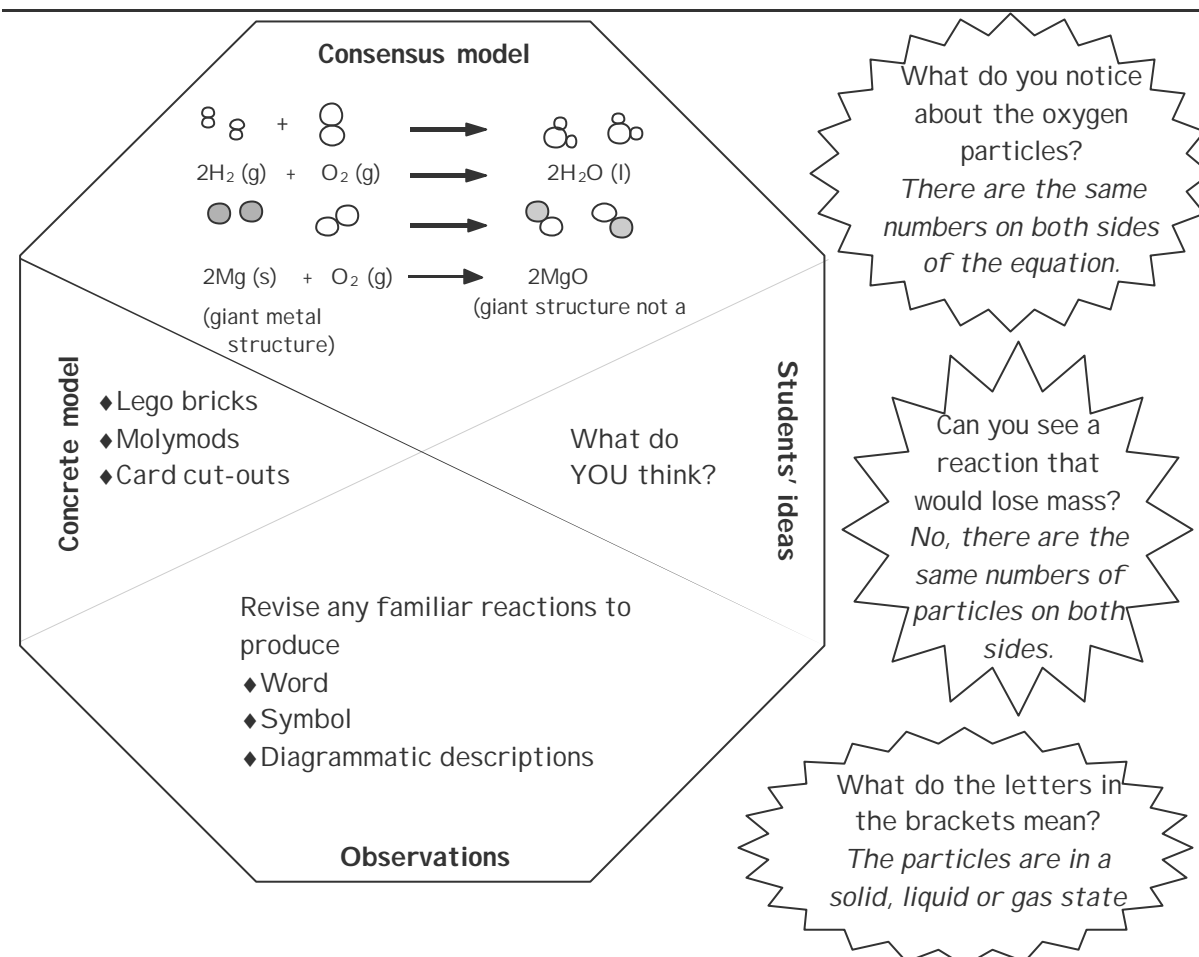 Consensus model
+
2H₂ (g) + O₂ (g) 2H₂O (l)
2Mg (s) + O₂ (g) 2MgO
(giant metal
structure)
(giant structure not a
Concrete model
♦Lego bricks
♦Molymods
♦Card cut-outs
What do
YOU think?
Students' ideas
Revise any familiar reactions to
produce
♦Word
♦Symbol
♦Diagrammatic descriptions
Observations
What do you notice
about the oxygen
particles?
There are the same
numbers on both sides
of the equation.
Can you see a
reaction that
would lose mass?
No, there are the
same numbers of
particles on both
sides.
What do the letters in
the brackets mean?
The particles are in a
solid, liquid or gas state